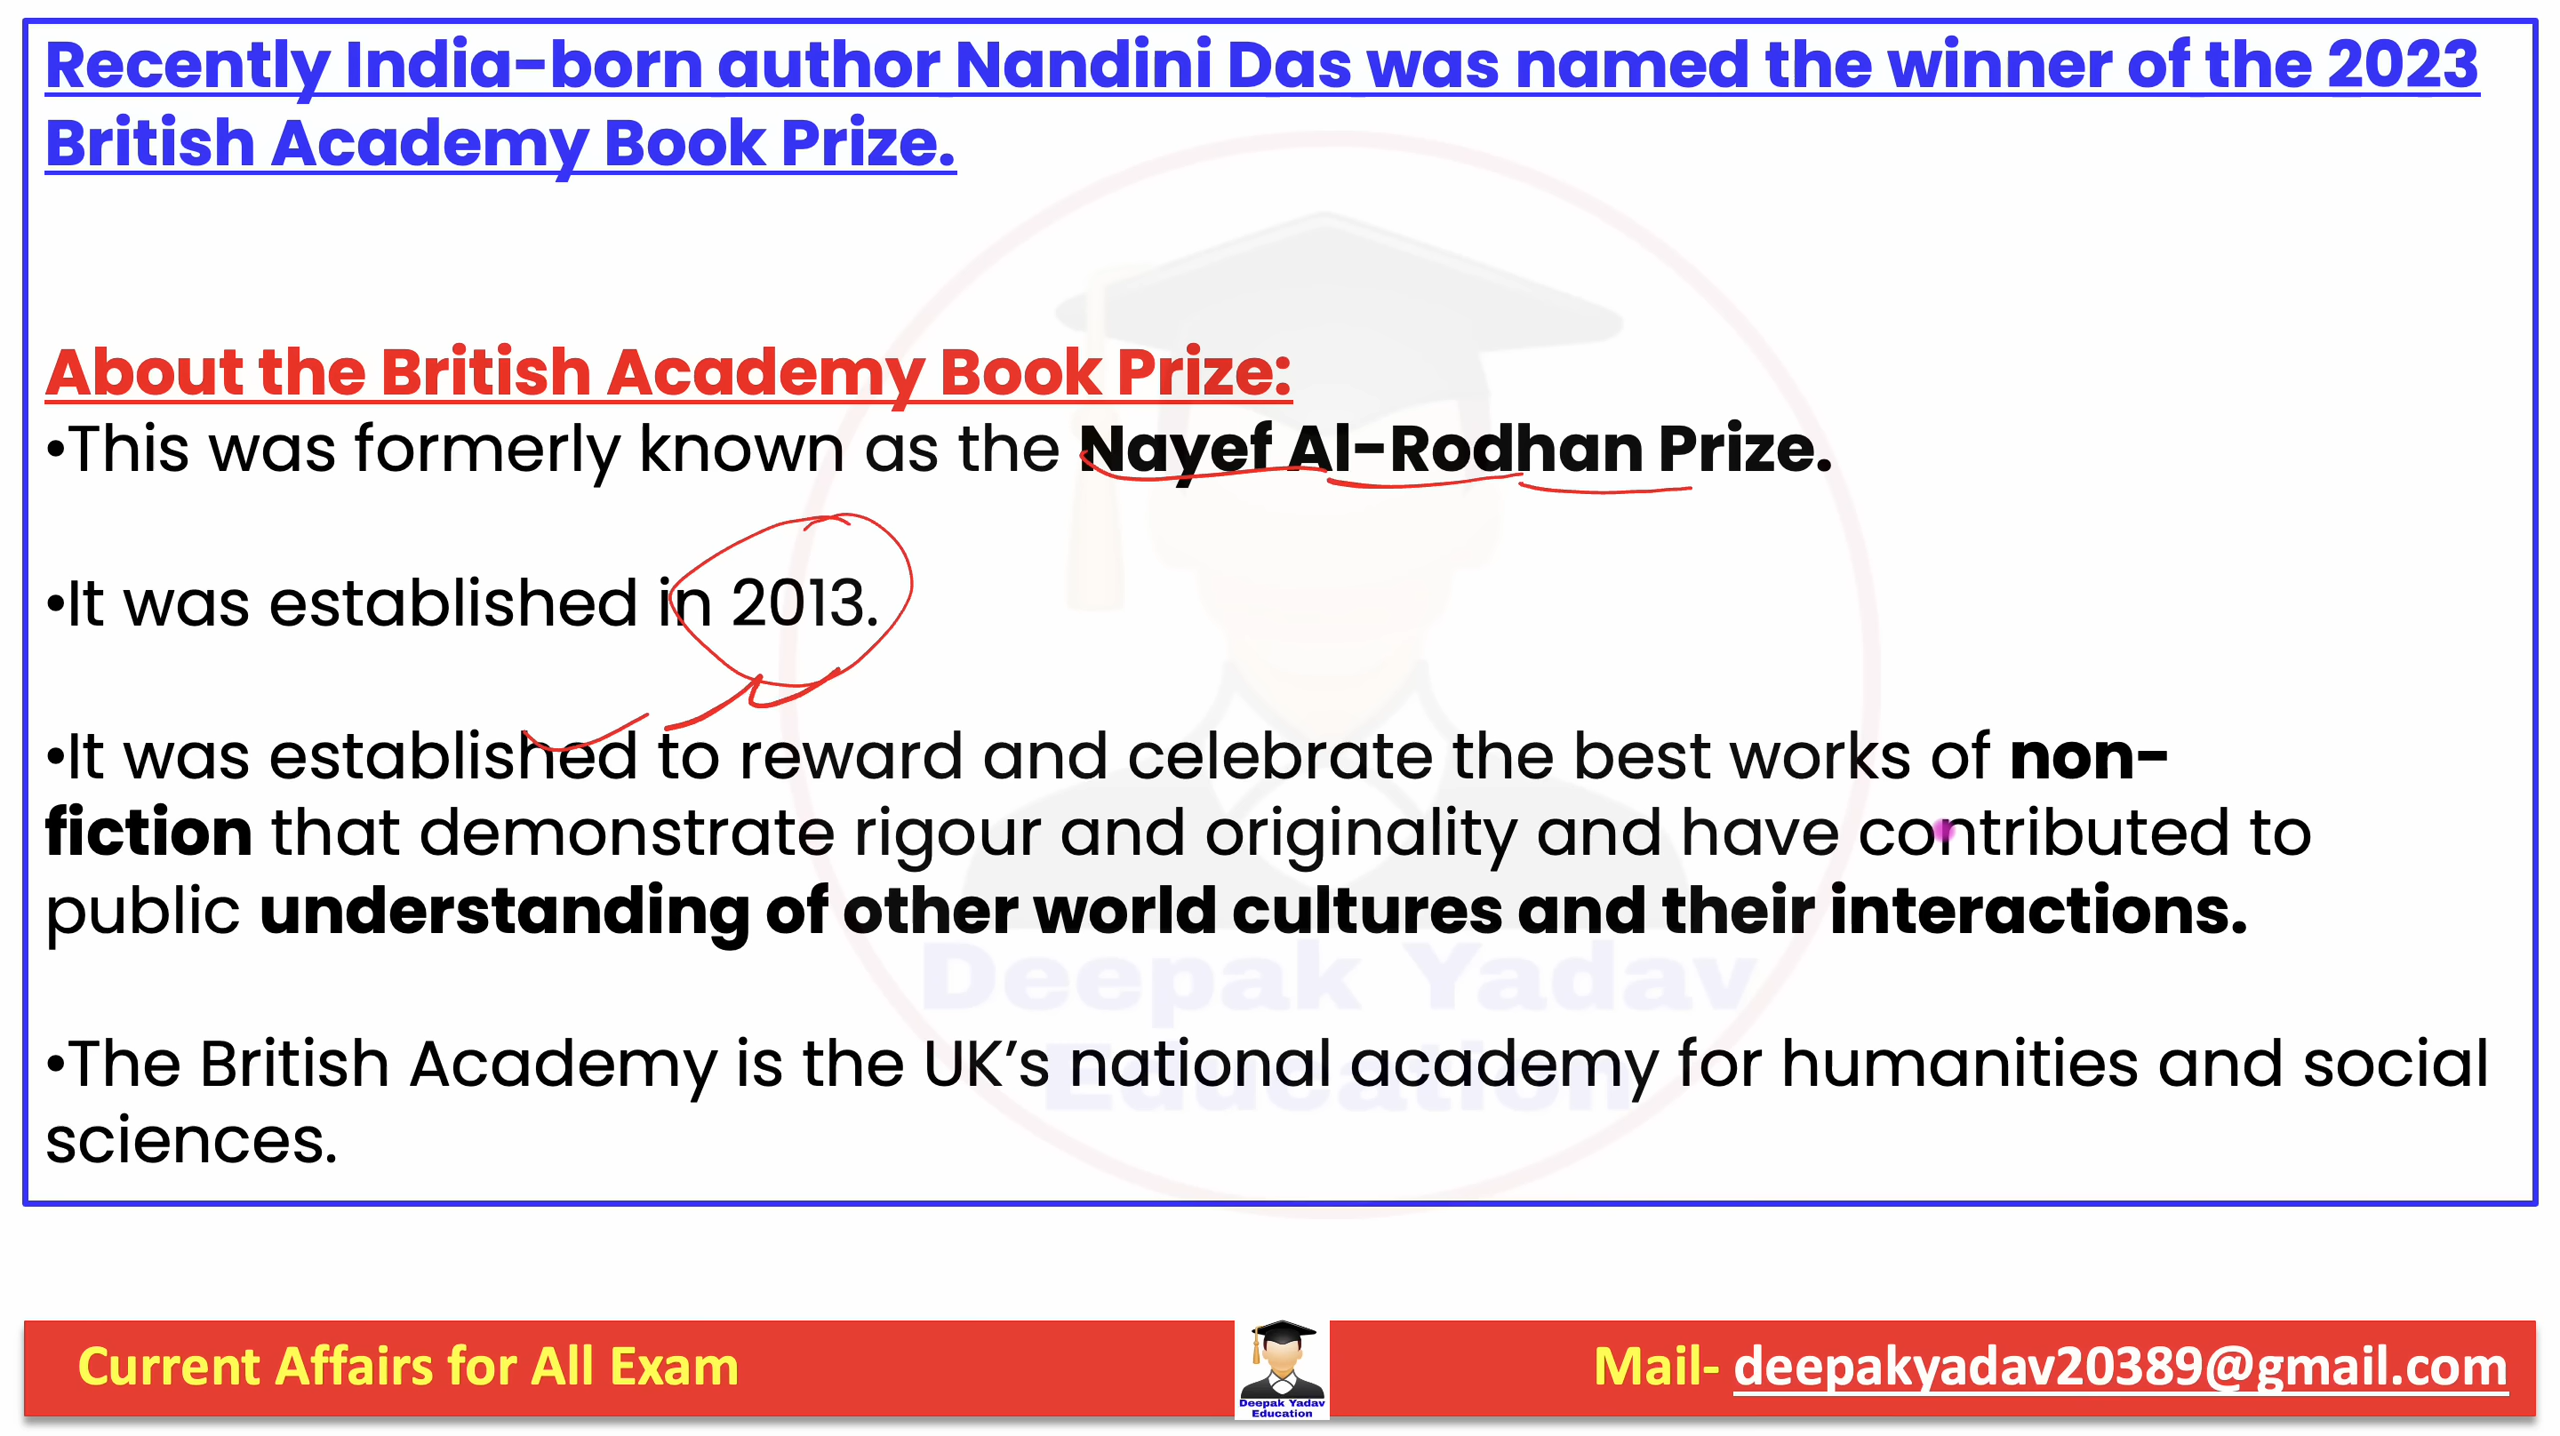 Recently India-born author Nandini Das was named the winner of the 2023
British Academy Book Prize.
About the British Academy Book Prize:
•This was formerly known as the Nayef Al-Rodhan Prize.
•It was established in 2013.
•It was established to reward and celebrate the best works of non-
fiction that demonstrate rigour and originality and have contributed to
public understanding of other world cultures and their interactions.
Deepak Yadav
Education
•The British Academy is the UK's national academy for humanities and social
sciences.
Current Affairs for All Exam
Deepak Yadav
Education
Mail- deepakyadav20389@gmail.com